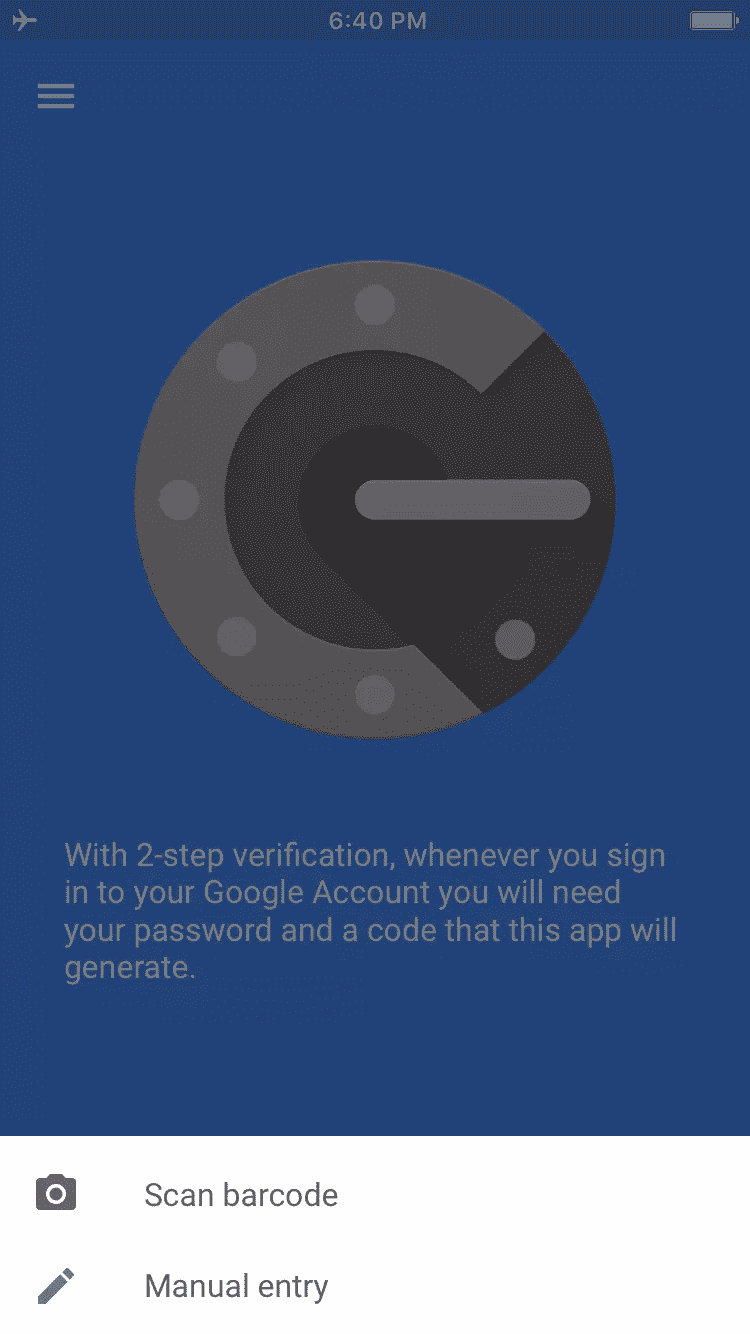 6:40 PM
With 2-step verification, whenever you sign
in to your Google Account you will need
your password and a code that this app will
generate.
Scan barcode
Manual entry